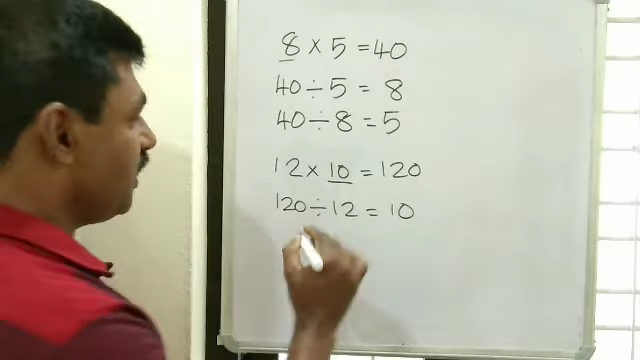 8 × 5 = 40
40 ÷ 5 = 8
40 ÷ 8 = 5
12 × 10 = 120
120 ÷ 12 = 10